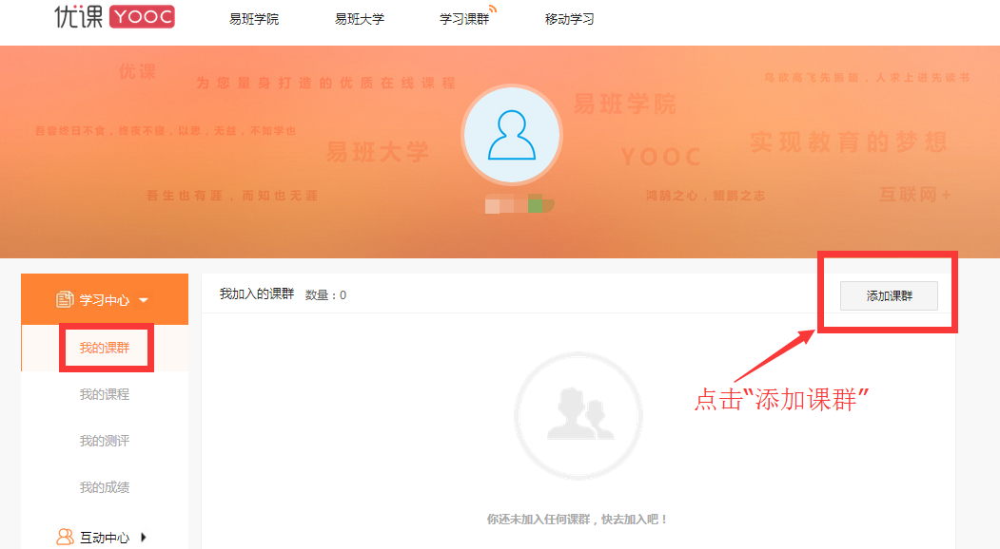 优课 YOOC 易班学院 易班大学 学习课群 移动学习
优课
为您量身打造的优质在线课程
鸟欲高飞先振翅，人求上进先读书
易班学院
吾尝终日不食，终夜不寝，以思，无益，不如学也
易班大学
实现教育的梦想
YOOC
吾生也有涯，而知也无涯
鸿鹄之心，鲲鹏之志
互联网+
学习中心
我的课群
我的课程
我的测评
我的成绩
互动中心
我加入的课群 数量：0
添加课群
点击“添加课群”
你还未加入任何课群，快去加入吧！